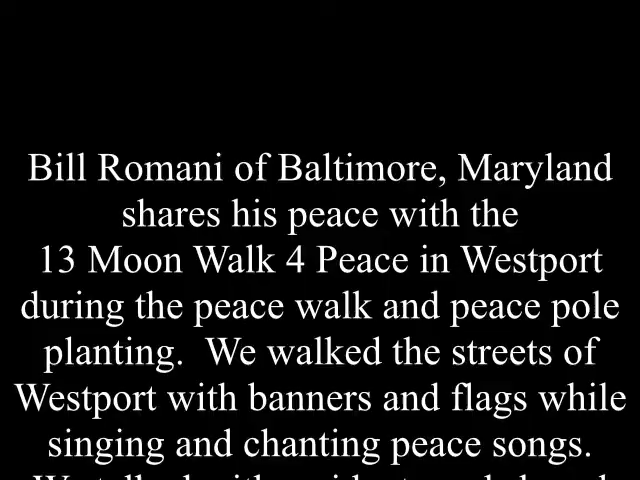 Bill Romani of Baltimore, Maryland
shares his peace with the
13 Moon Walk 4 Peace in Westport
during the peace walk and peace pole
planting.  We walked the streets of
Westport with banners and flags while
singing and chanting peace songs.